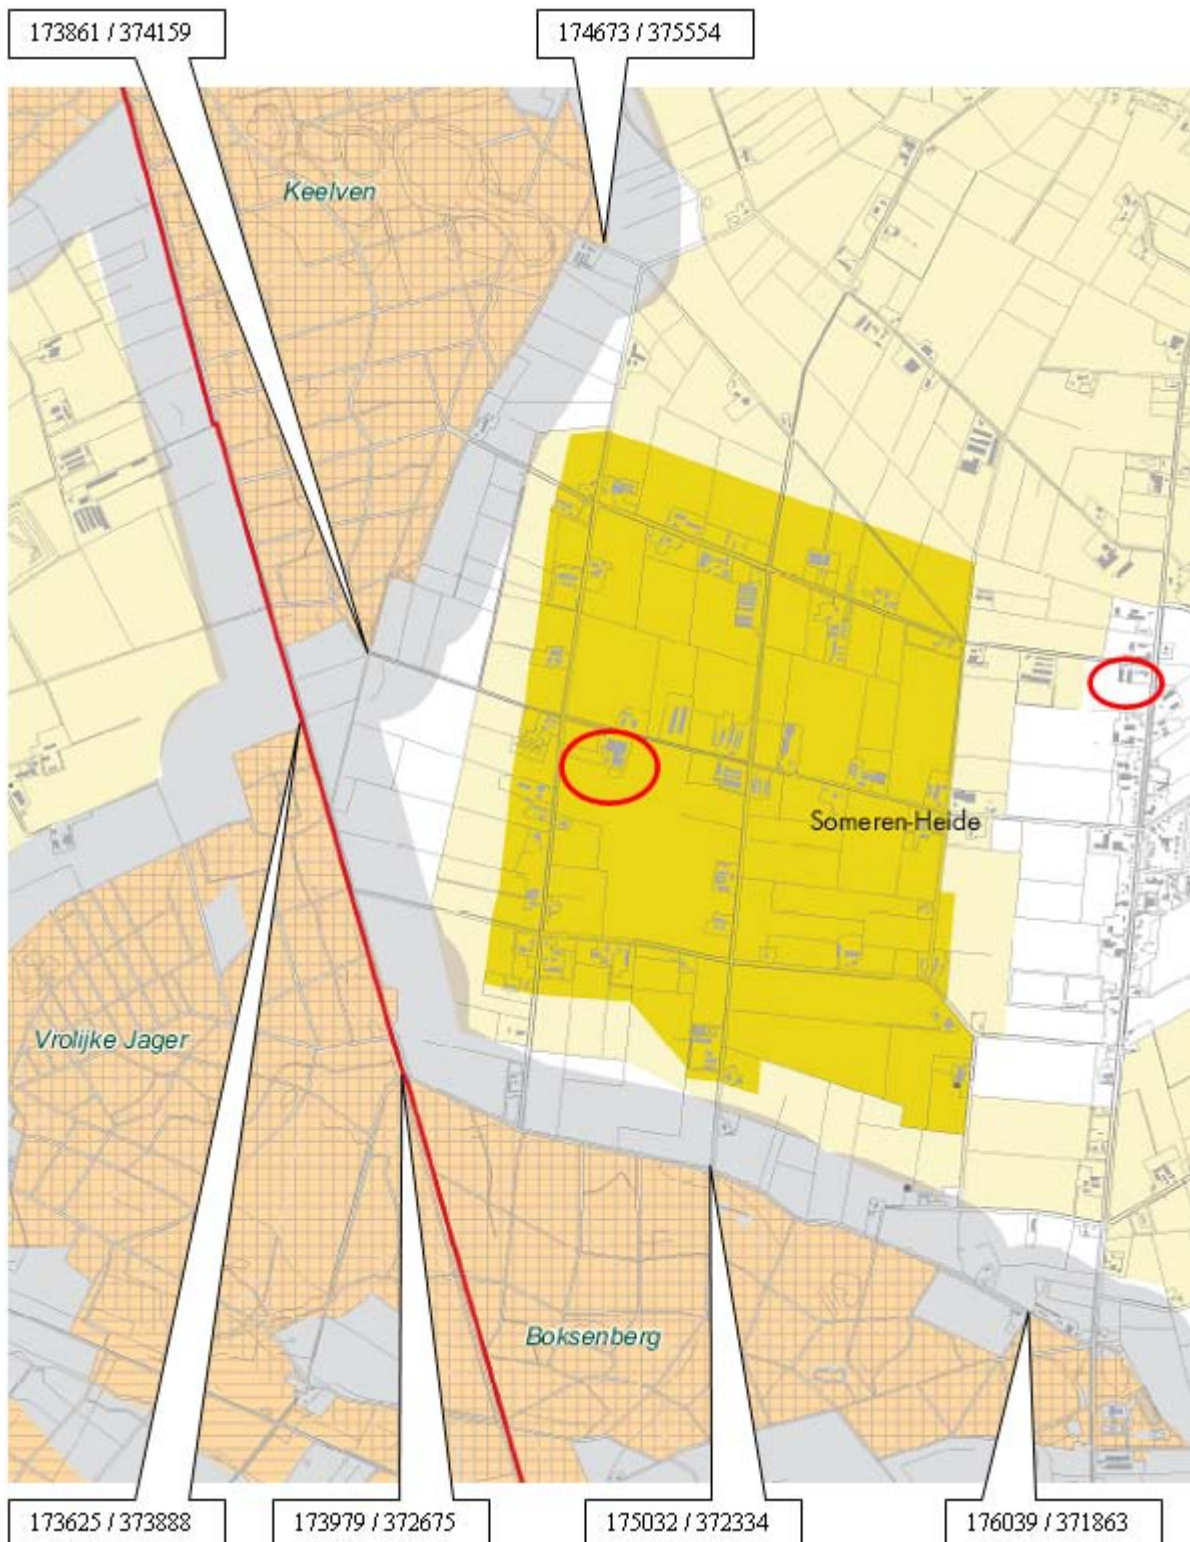 173861 / 374159
174673 / 375554
Keelven
Someren-Heide
Vrolijke Jager
Boksenberg
173625 / 373888
173979 / 372675
175032 / 372334
176039 / 371863